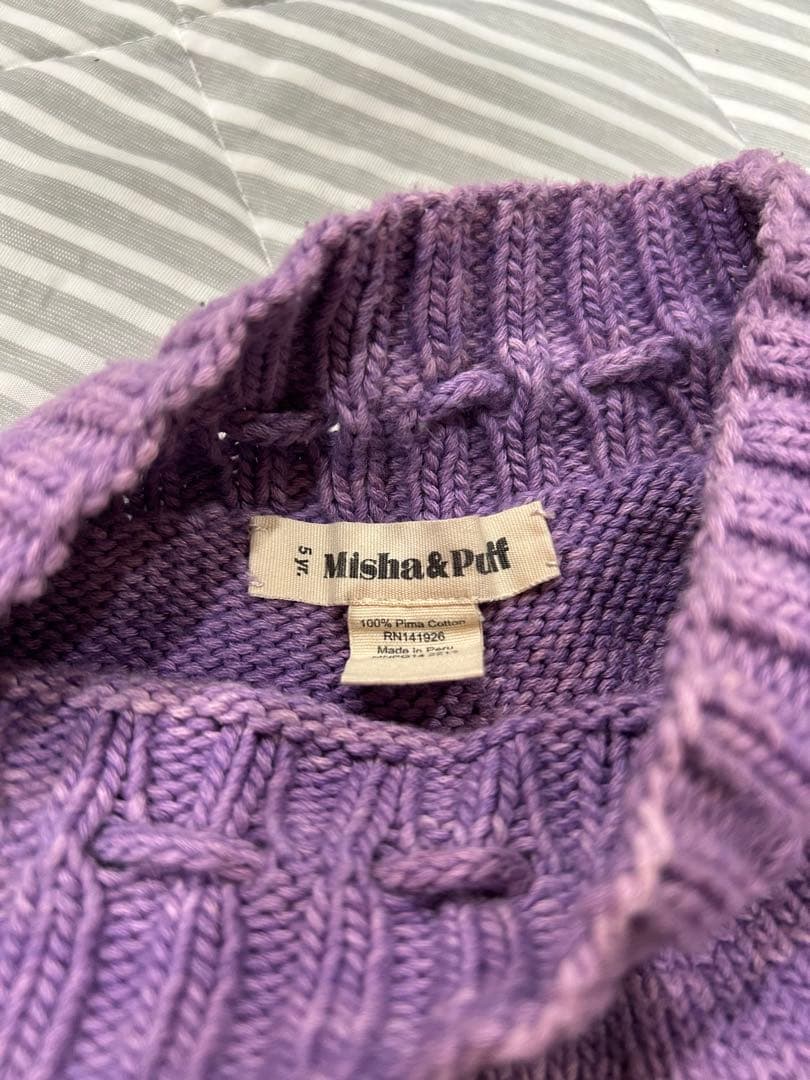 5 yr.
Misha&Puff
100% Pima Cotton
RN141926
Made in Peru